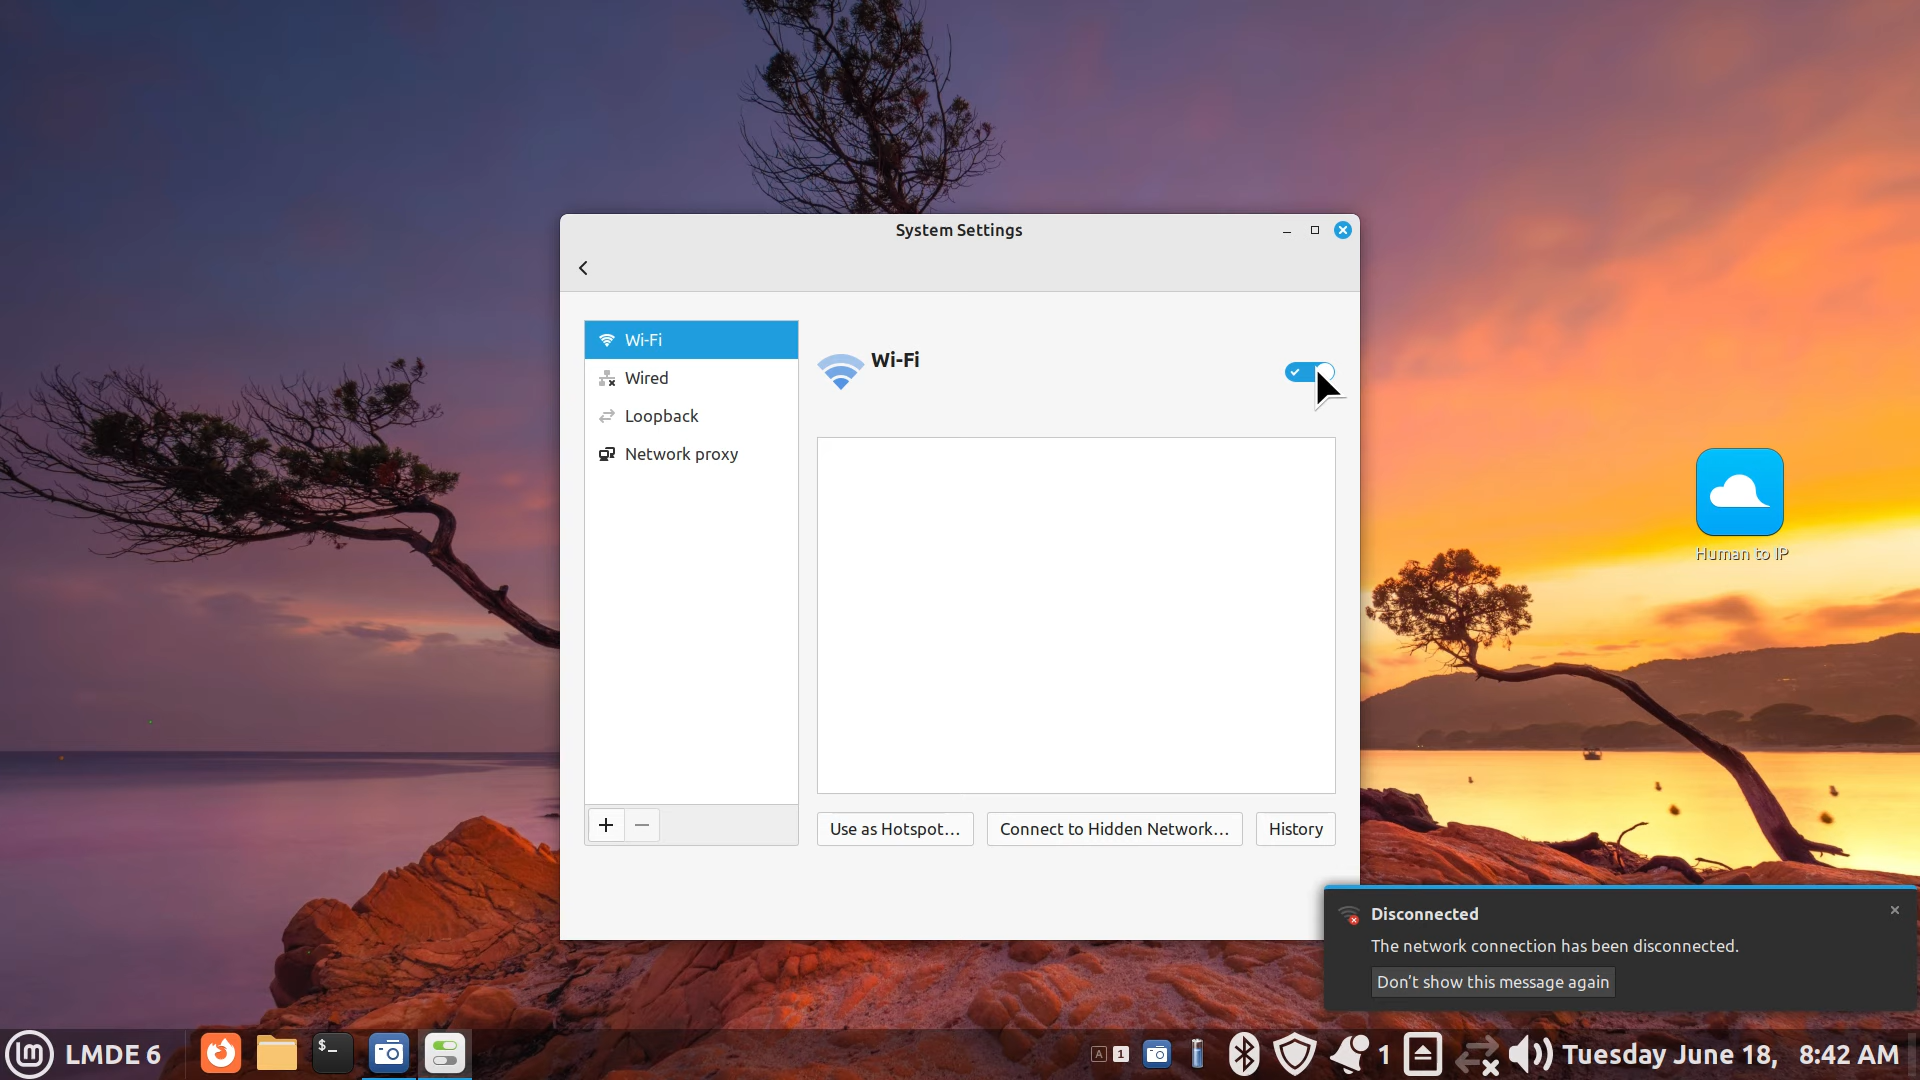 System Settings
Wi-Fi
Wired
Loopback
Network proxy
Wi-Fi
Use as Hotspot…
Connect to Hidden Network…
History
Human to IP
Disconnected
The network connection has been disconnected.
Don't show this message again
LMDE 6
$_
A
1
1
Tuesday June 18, 8:42 AM